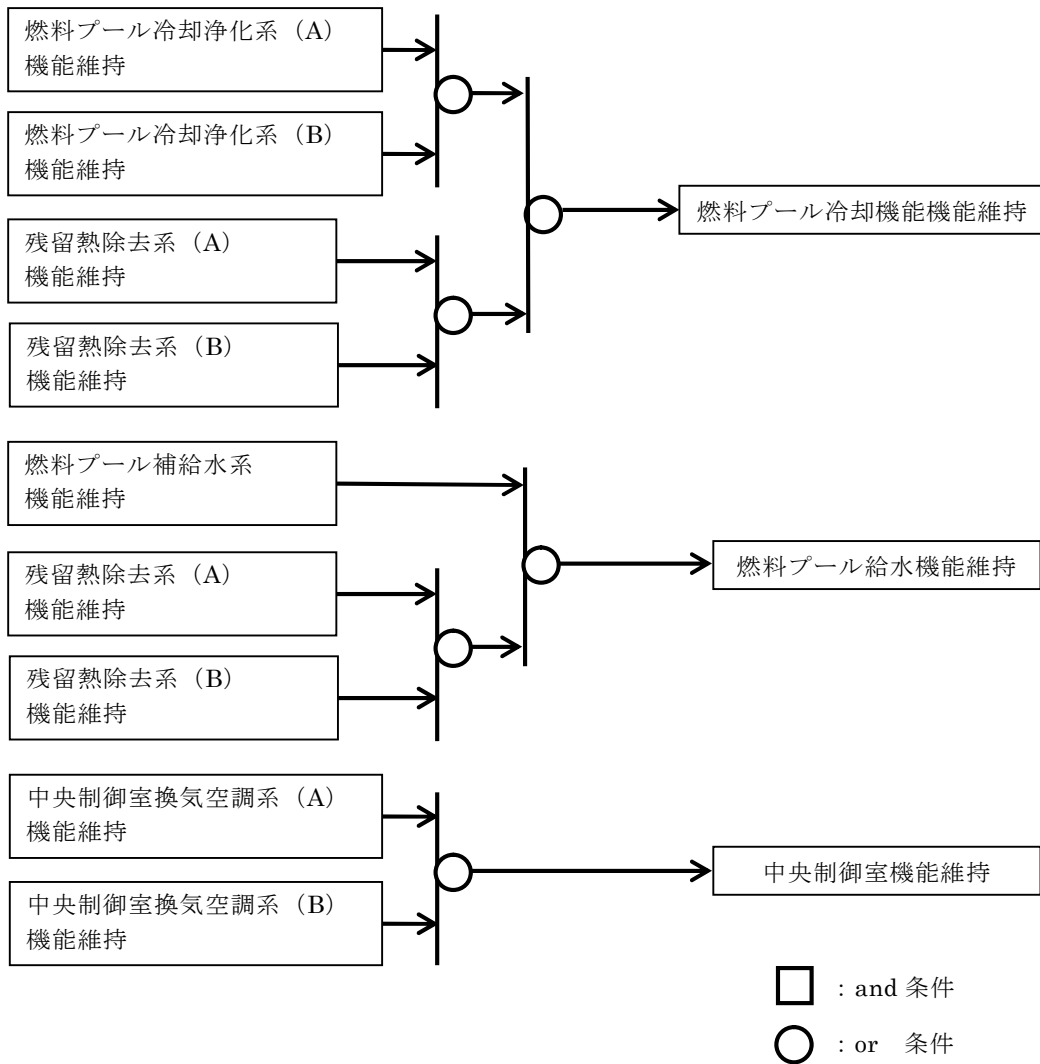 燃料プール冷却浄化系（A）
機能維持
燃料プール冷却浄化系（B）
機能維持
燃料プール冷却機能機能維持
残留熱除去系（A）
機能維持
残留熱除去系（B）
機能維持
燃料プール補給水系
機能維持
燃料プール給水機能維持
残留熱除去系（A）
機能維持
残留熱除去系（B）
機能維持
中央制御室換気空調系（A）
機能維持
中央制御室機能維持
中央制御室換気空調系（B）
機能維持
：and 条件
：or　条件